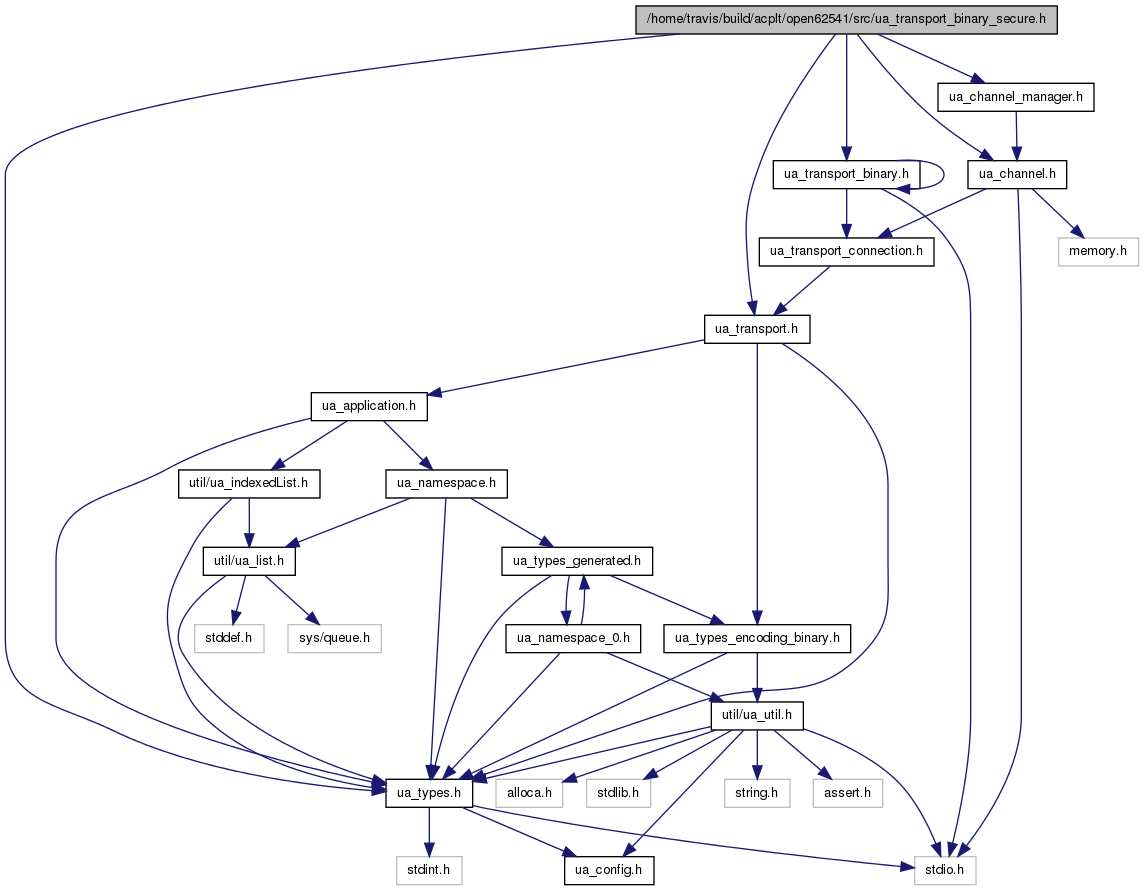 /home/travis/build/acplt/open62541/src/ua_transport_binary_secure.h
ua_channel_manager.h
ua_transport_binary.h
ua_channel.h
ua_transport_connection.h
memory.h
ua_transport.h
ua_application.h
util/ua_indexedList.h
ua_namespace.h
util/ua_list.h
ua_types_generated.h
stddef.h
sys/queue.h
ua_namespace_0.h
ua_types_encoding_binary.h
util/ua_util.h
ua_types.h
alloca.h
stdlib.h
string.h
assert.h
stdint.h
ua_config.h
stdio.h